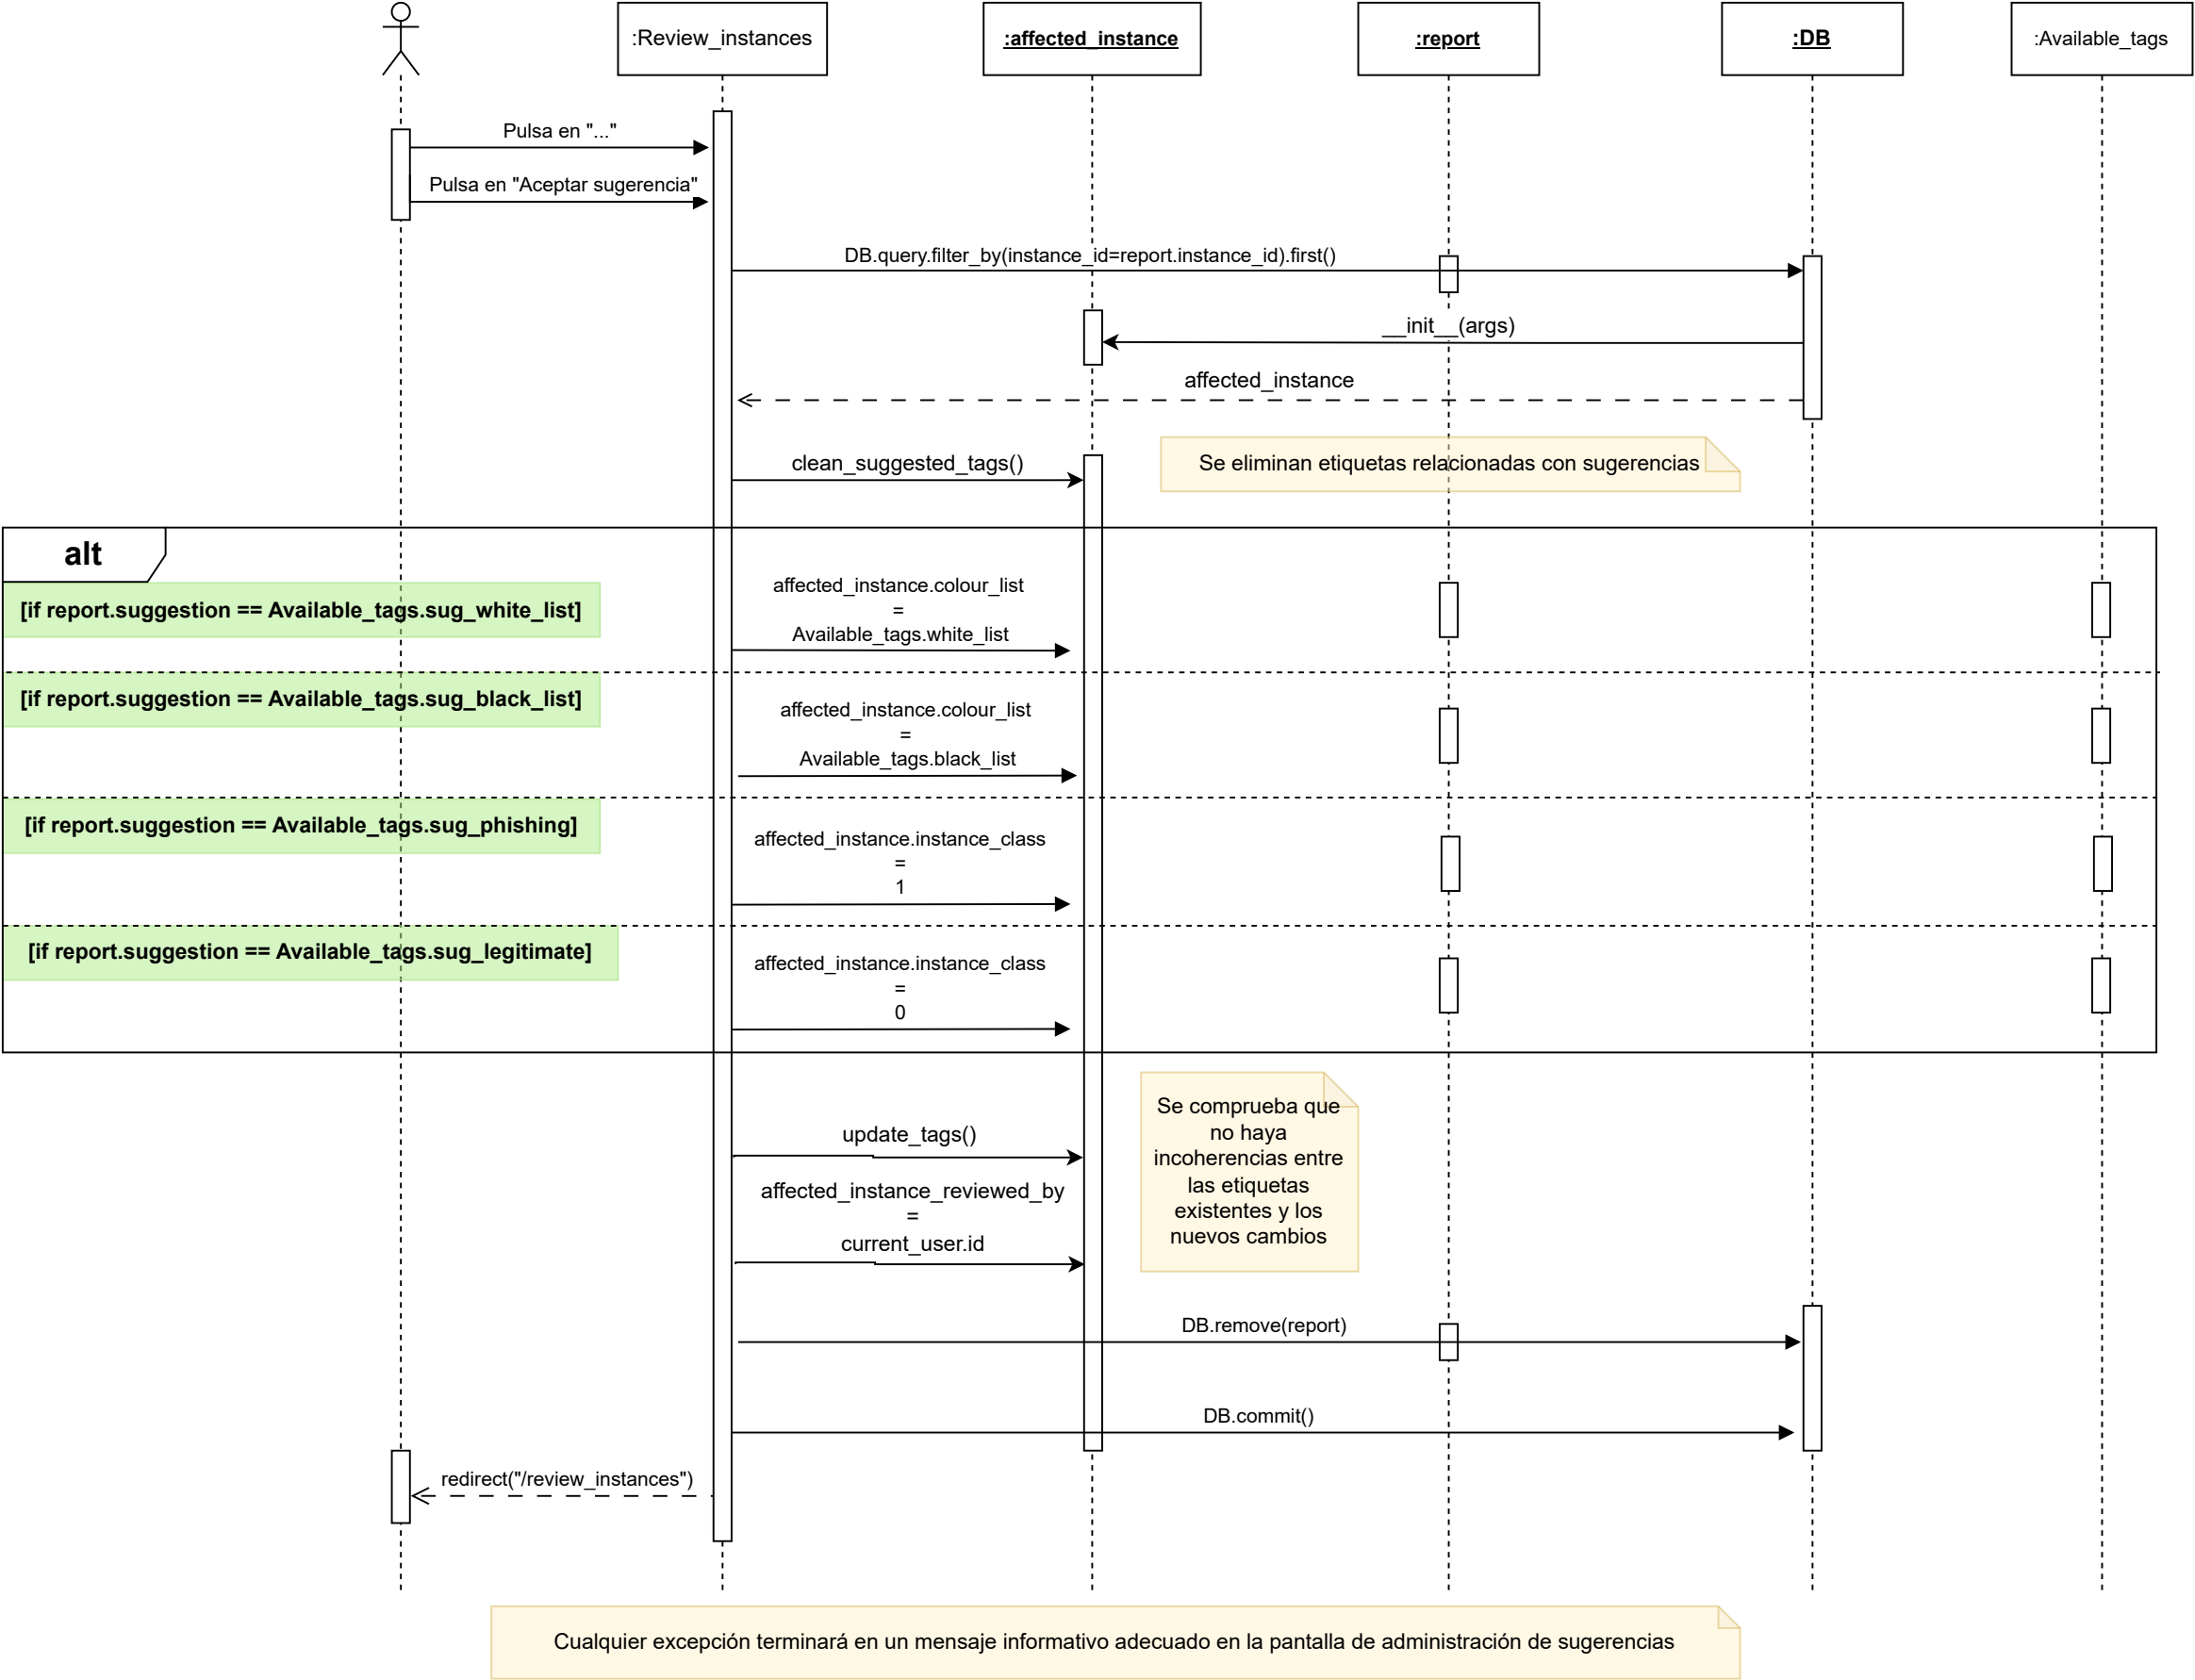 :Review_instances
:affected_instance
:report
:DB
:Available_tags
Pulsa en "..."
Pulsa en "Aceptar sugerencia"
DB.query.filter_by(instance_id=report.instance_id).first()
__init__(args)
affected_instance
clean_suggested_tags()
Se eliminan etiquetas relacionadas con sugerencias
alt
[if report.suggestion == Available_tags.sug_white_list]
affected_instance.colour_list
=
Available_tags.white_list
[if report.suggestion == Available_tags.sug_black_list]
affected_instance.colour_list
=
Available_tags.black_list
[if report.suggestion == Available_tags.sug_phishing]
affected_instance.instance_class
=
1
[if report.suggestion == Available_tags.sug_legitimate]
affected_instance.instance_class
=
0
update_tags()
Se comprueba que
no haya
incoherencias entre
las etiquetas
existentes y los
nuevos cambios
affected_instance_reviewed_by
=
current_user.id
DB.remove(report)
DB.commit()
redirect("/review_instances")
Cualquier excepción terminará en un mensaje informativo adecuado en la pantalla de administración de sugerencias